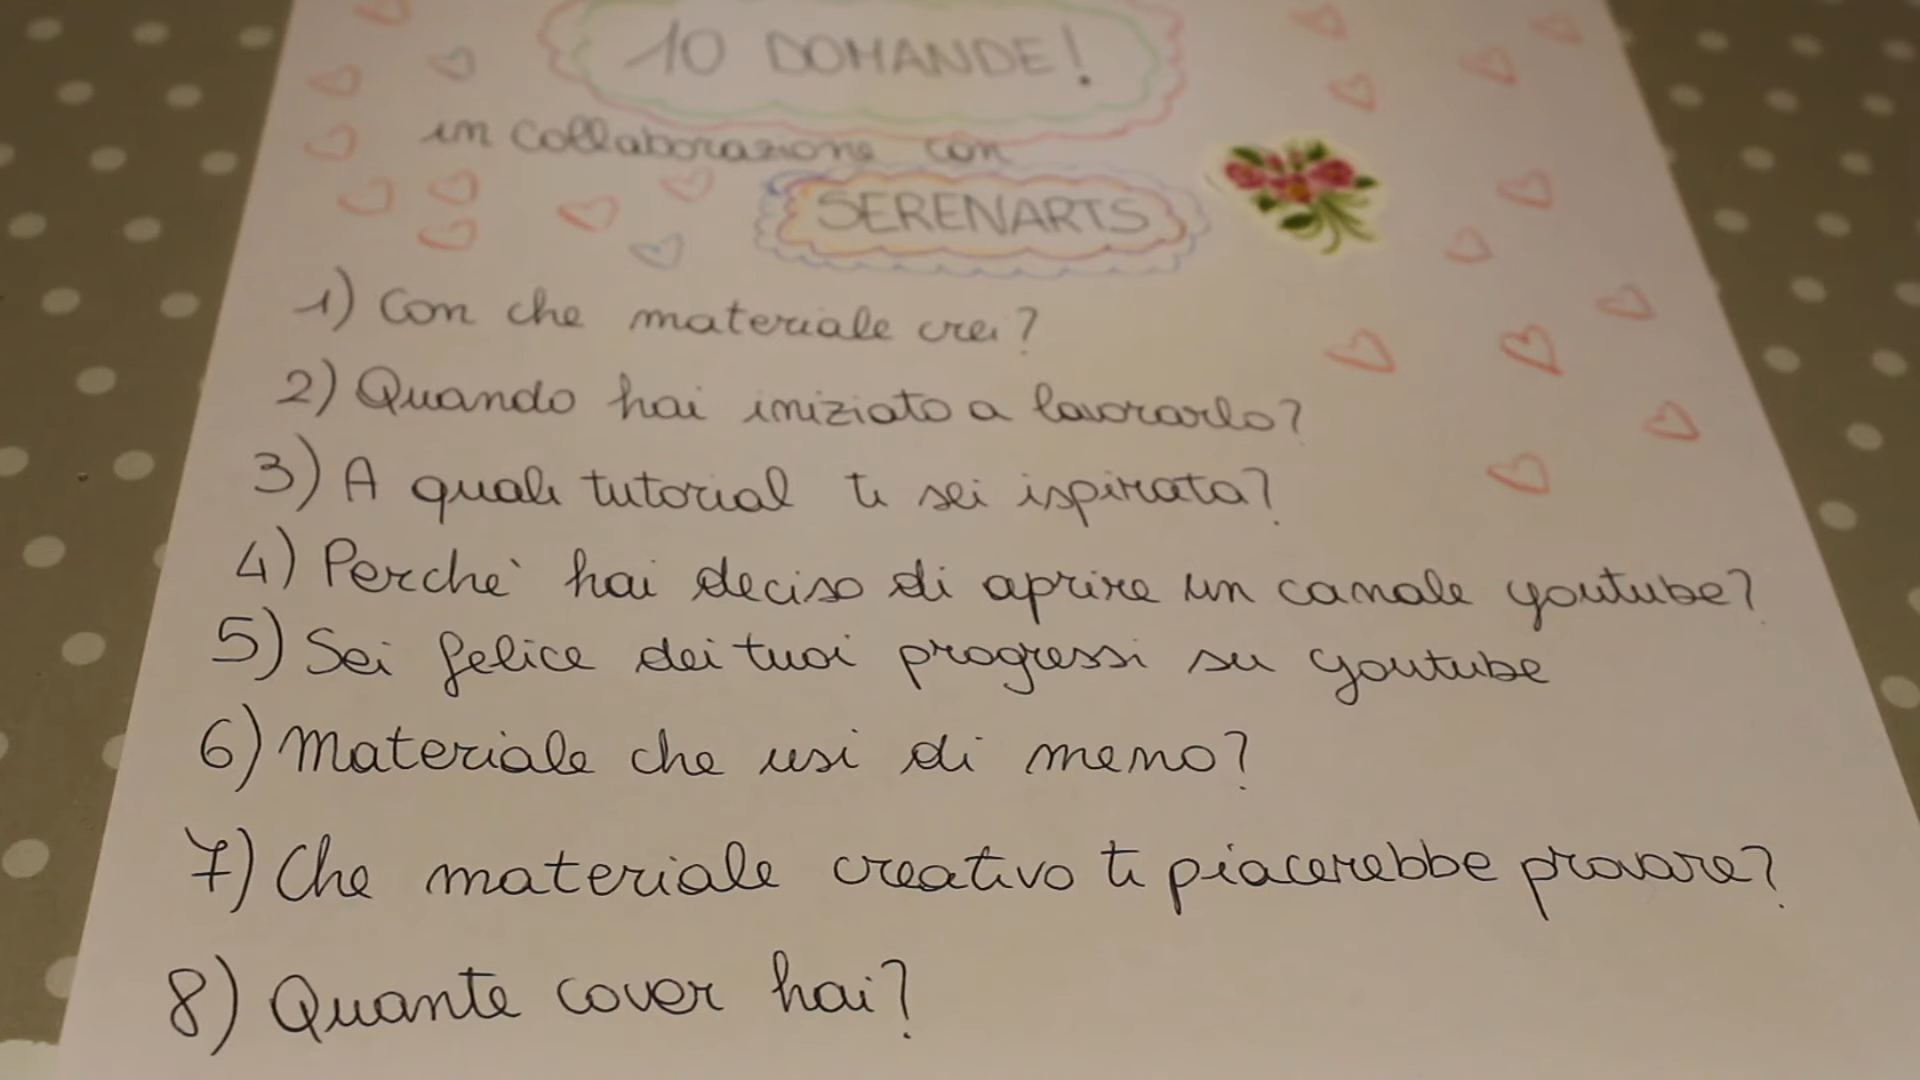 10 DOMANDE!
in collaborazione con
SERENARTS
1) Con che materiale crei?
2) Quando hai iniziato a lavorarlo?
3) A quali tutorial ti sei ispirata?
4) Perchè hai deciso di aprire un canale youtube?
5) Sei felice dei tuoi progressi su youtube
6) Materiale che usi di meno?
7) Che materiale creativo ti piacerebbe provare?
8) Quante cover hai?